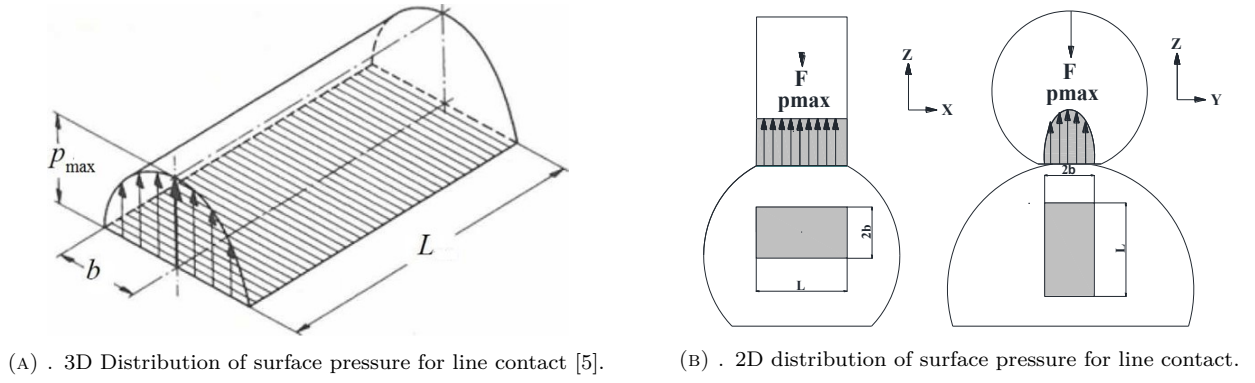 p max
b
L
F
pmax
Z
X
2b
L
F
pmax
Z
Y
2b
L
(A) . 3D Distribution of surface pressure for line contact [5].
(B) . 2D distribution of surface pressure for line contact.